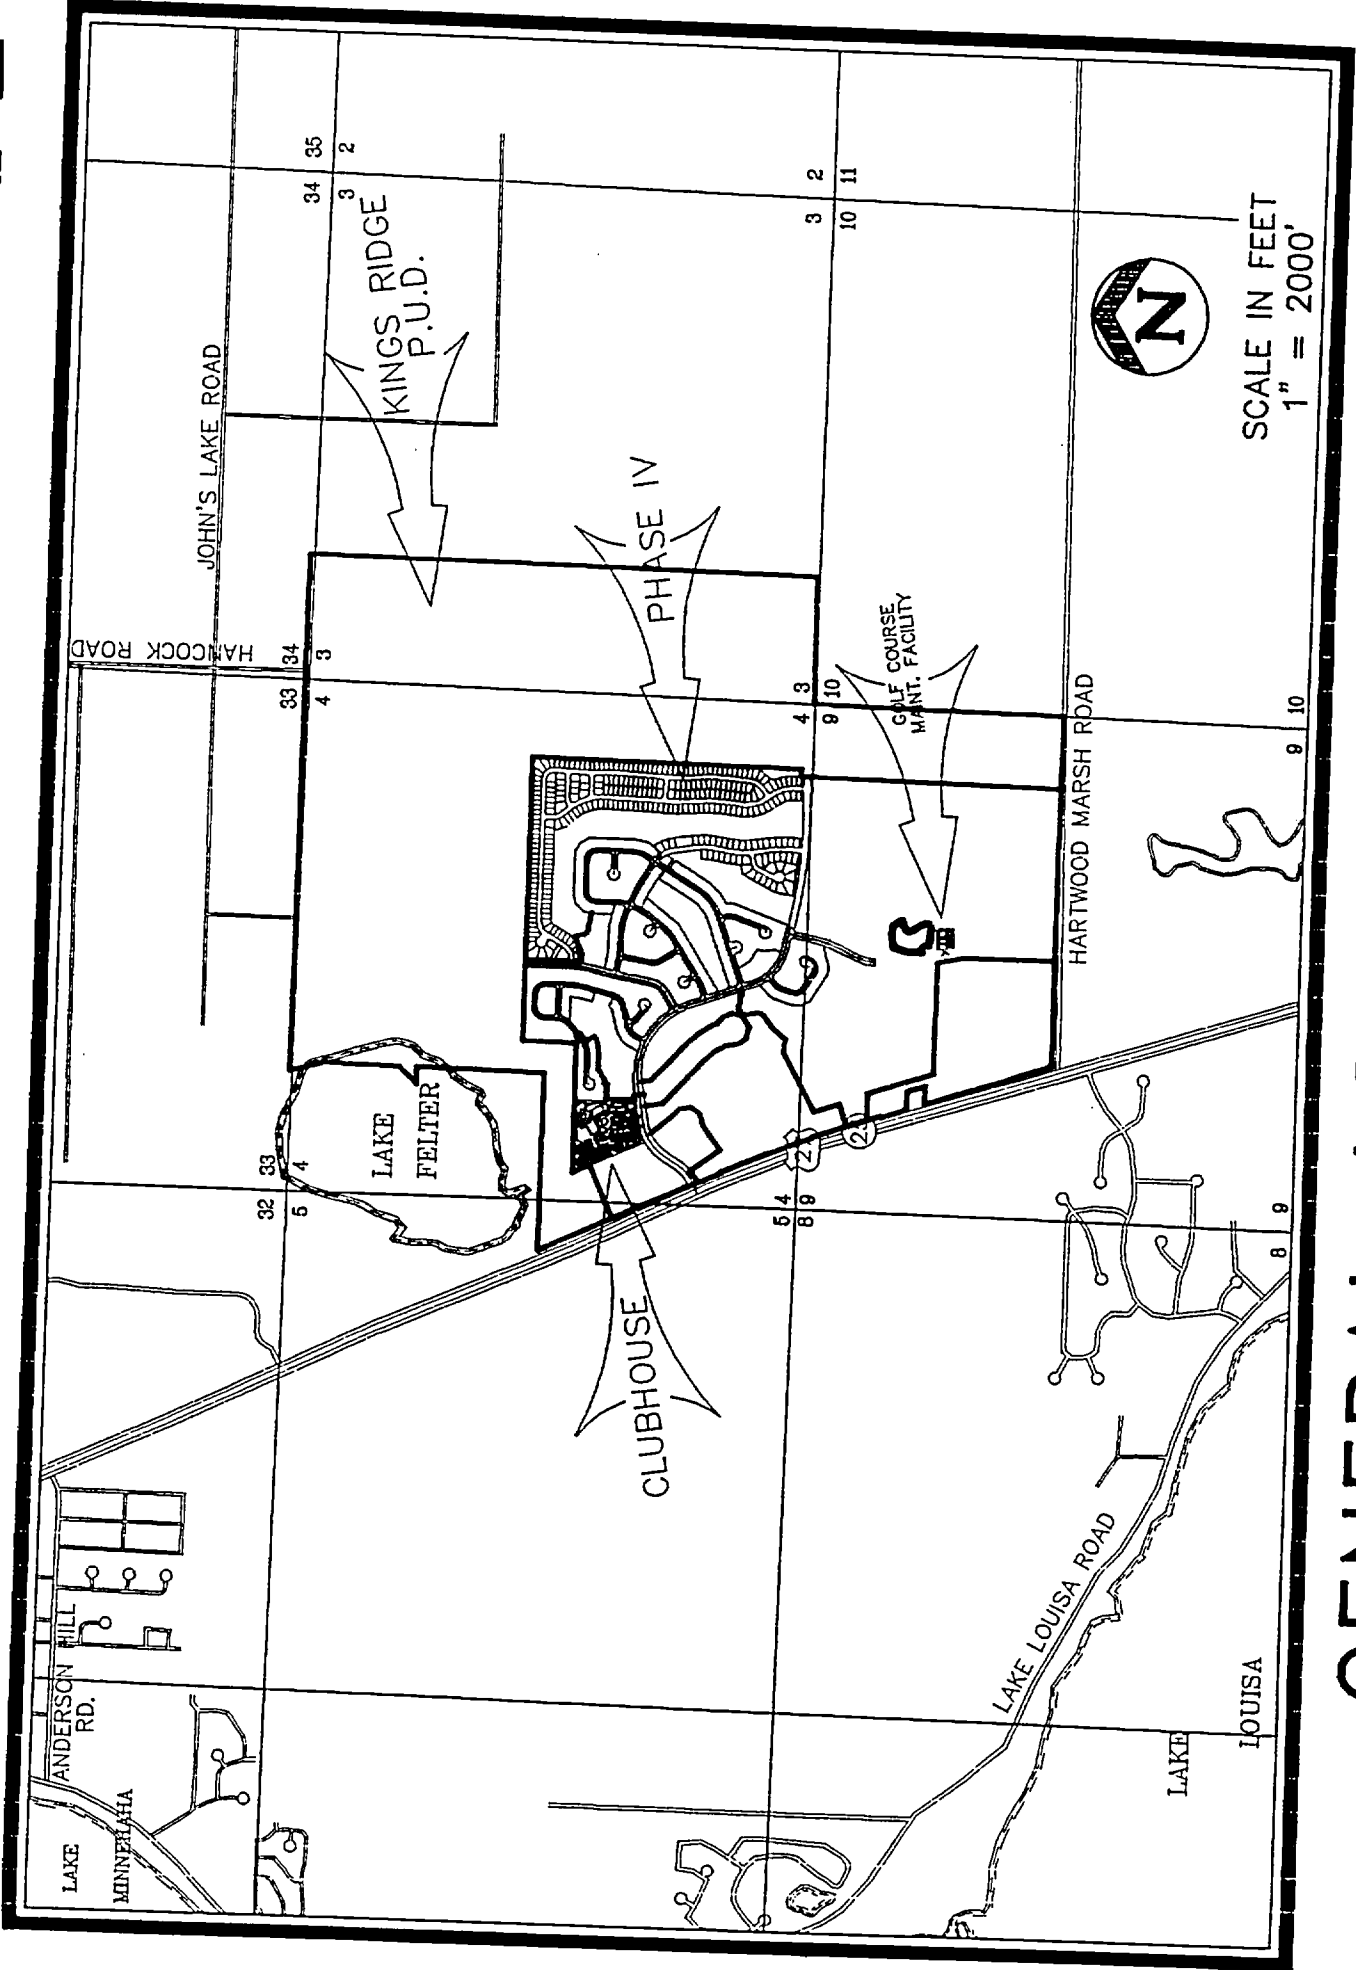 JOHN'S LAKE ROAD
HANCOCK ROAD
ANDERSON HILL
RD.
LAKE
MINNEHAHA
32
33
5
4
33
34
4
3
34
35
3
2
KINGS RIDGE
P.U.D.
LAKE
FELTER
PHASE IV
CLUBHOUSE
5
4
8
9
4
3
9
10
3
2
10
11
GOLF COURSE
MAINT. FACILITY
HARTWOOD MARSH ROAD
LAKE LOUISA ROAD
LAKE
LOUISA
8
9
9
10
N
SCALE IN FEET
1" = 2000'